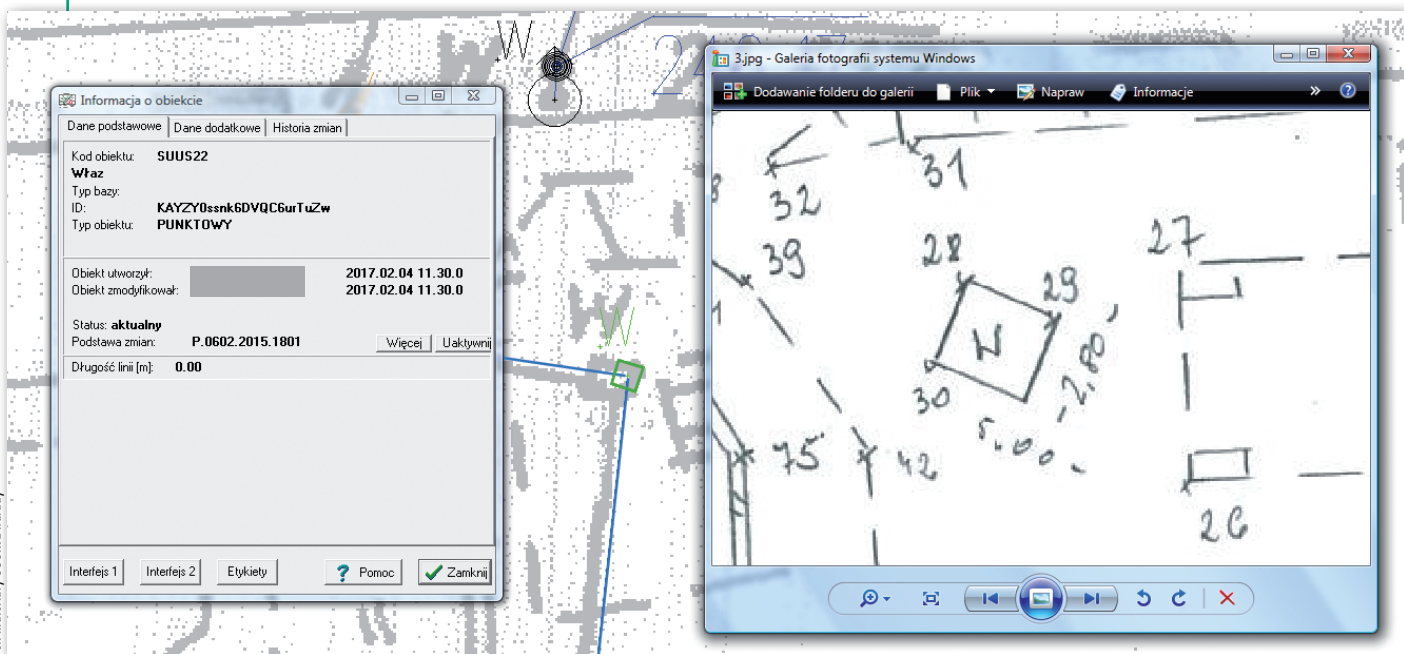 W
Informacja o obiekcie
Dane podstawowe Dane dodatkowe Historia zmian
Kod obiektu: SUUS22
Właz
Typ bazy:
ID: KAYZY0ssnk6DVQC6urTuZw
Typ obiektu: PUNKTOWY
Obiekt utworzył: 2017.02.04 11.30.0
Obiekt zmodyfikował: 2017.02.04 11.30.0
Status: aktualny
Podstawa zmian: P.0602.2015.1801
Więcej Uaktywnij
Długość linii [m]: 0.00
Interfejs 1 Interfejs 2 Etykiety Pomoc Zamknij
W
3.jpg - Galeria fotografii systemu Windows
Dodawanie folderu do galerii Plik Napraw Informacje »
31
32
27
39
28
29
W
-2,80-
30
5,00-
75
42
26